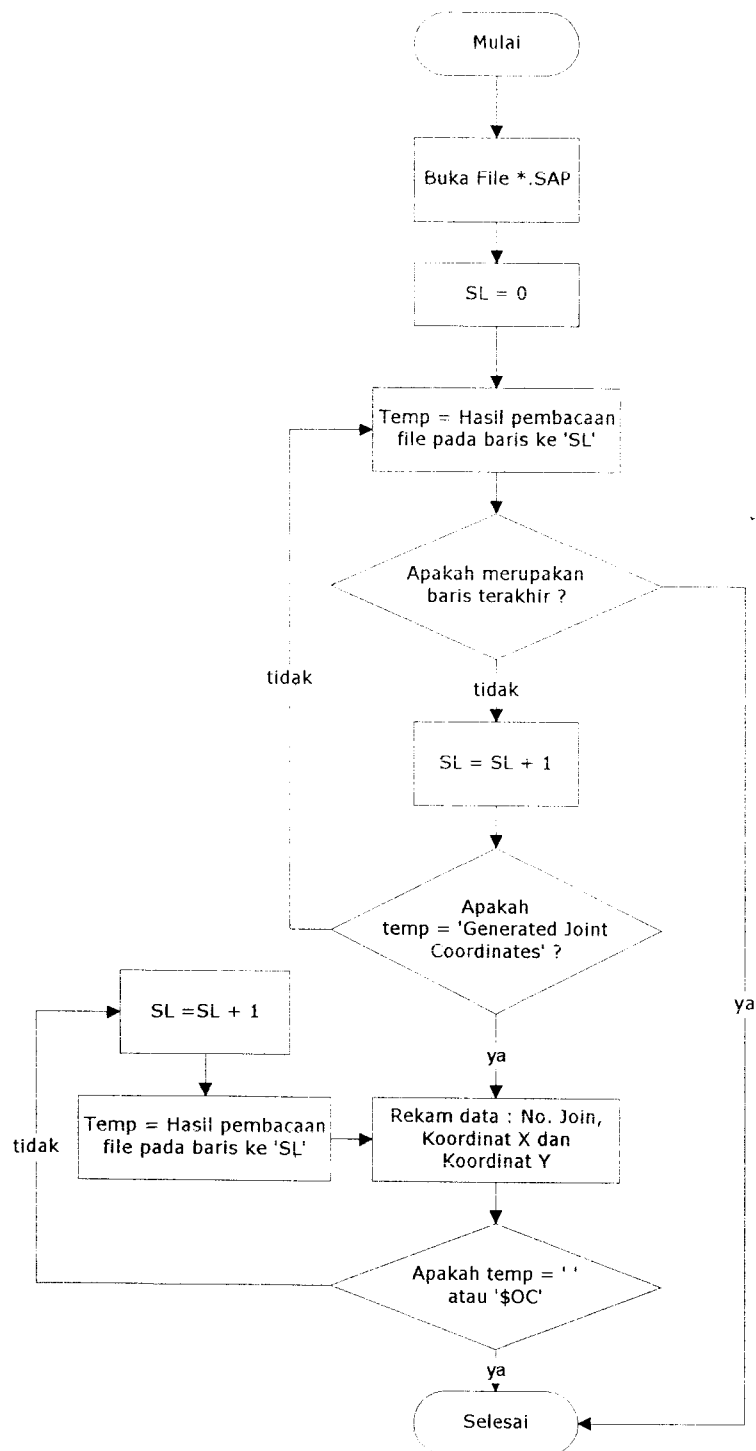 Mulai
Buka File *.SAP
SL = 0
Temp = Hasil pembacaan
file pada baris ke 'SL'
Apakah merupakan
baris terakhir ?
tidak
tidak
SL = SL + 1
Apakah
temp = 'Generated Joint
Coordinates' ?
ya
SL =SL + 1
ya
Temp = Hasil pembacaan
file pada baris ke 'SL'
Rekam data : No. Join,
Koordinat X dan
Koordinat Y
tidak
Apakah temp = ' '
atau '$OC'
ya
Selesai